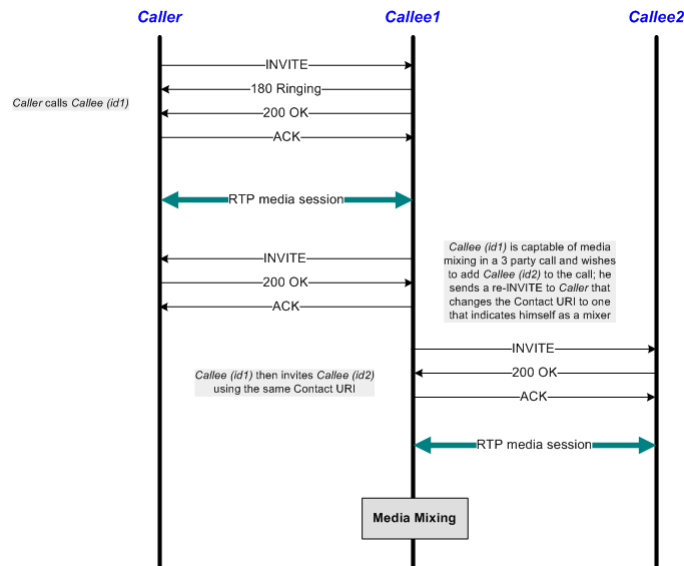 Caller
Callee1
Callee2
INVITE
180 Ringing
Caller calls Callee (id1)
200 OK
ACK
RTP media session
Callee (id1) is captable of media
mixing in a 3 party call and wishes
to add Callee (id2) to the call; he
sends a re-INVITE to Caller that
changes the Contact URI to one
that indicates himself as a mixer
INVITE
200 OK
ACK
INVITE
200 OK
ACK
Callee (id1) then invites Callee (id2)
using the same Contact URI
RTP media session
Media Mixing